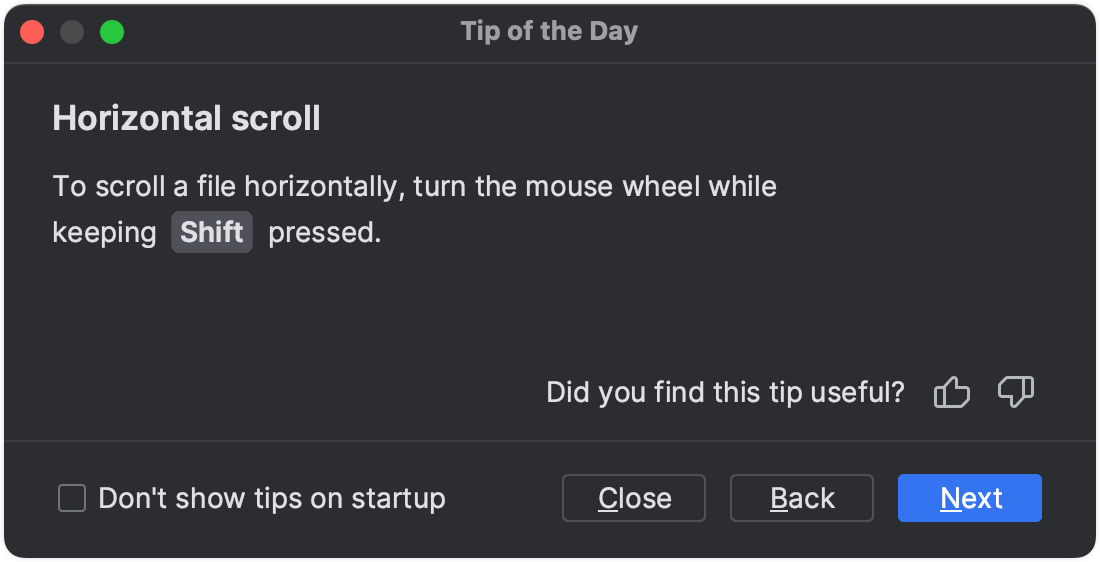 Tip of the Day
Horizontal scroll
To scroll a file horizontally, turn the mouse wheel while
keeping Shift pressed.
Did you find this tip useful?
Don't show tips on startup
Close
Back
Next